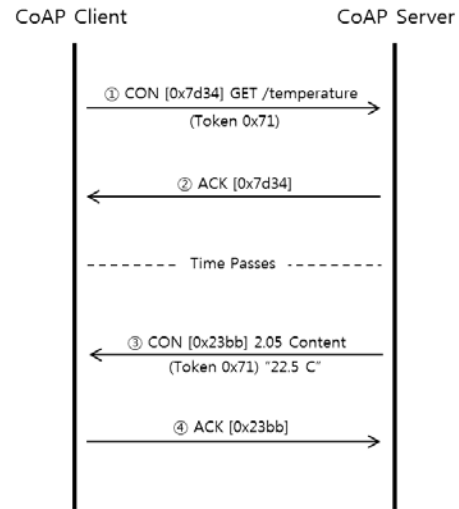 CoAP Client
CoAP Server
① CON [0x7d34] GET /temperature
(Token 0x71)
② ACK [0x7d34]
Time Passes
③ CON [0x23bb] 2.05 Content
(Token 0x71) "22.5 C"
④ ACK [0x23bb]